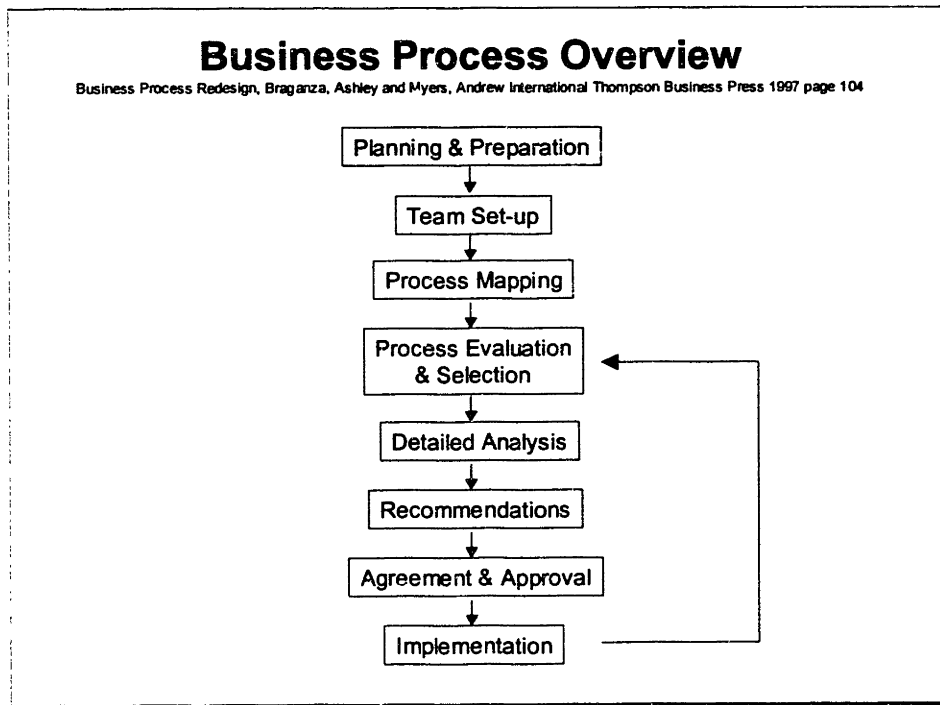 Business Process Overview
Business Process Redesign, Braganza, Ashley and Myers, Andrew International Thompson Business Press 1997 page 104
Planning & Preparation
Team Set-up
Process Mapping
Process Evaluation
& Selection
Detailed Analysis
Recommendations
Agreement & Approval
Implementation